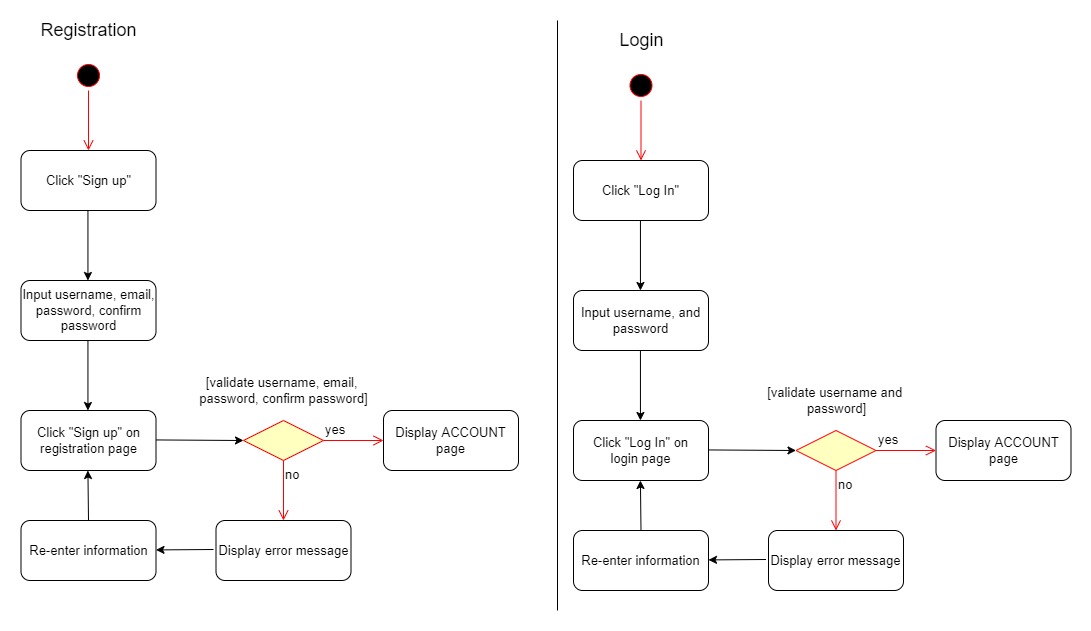 Registration
Click "Sign up"
Input username, email,
password, confirm
password
[validate username, email,
password, confirm password]
Click "Sign up" on
registration page
yes
Display ACCOUNT
page
no
Re-enter information
Display error message
Login
Click "Log In"
Input username, and
password
[validate username and
password]
Click "Log In" on
login page
yes
Display ACCOUNT
page
no
Re-enter information
Display error message